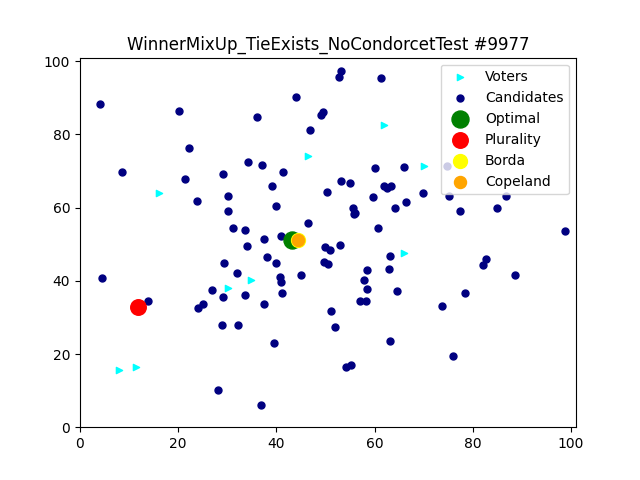 WinnerMixUp_TieExists_NoCondorcetTest #9977
100
80
60
40
20
0
0
20
40
60
80
100
Voters
Candidates
Optimal
Plurality
Borda
Copeland